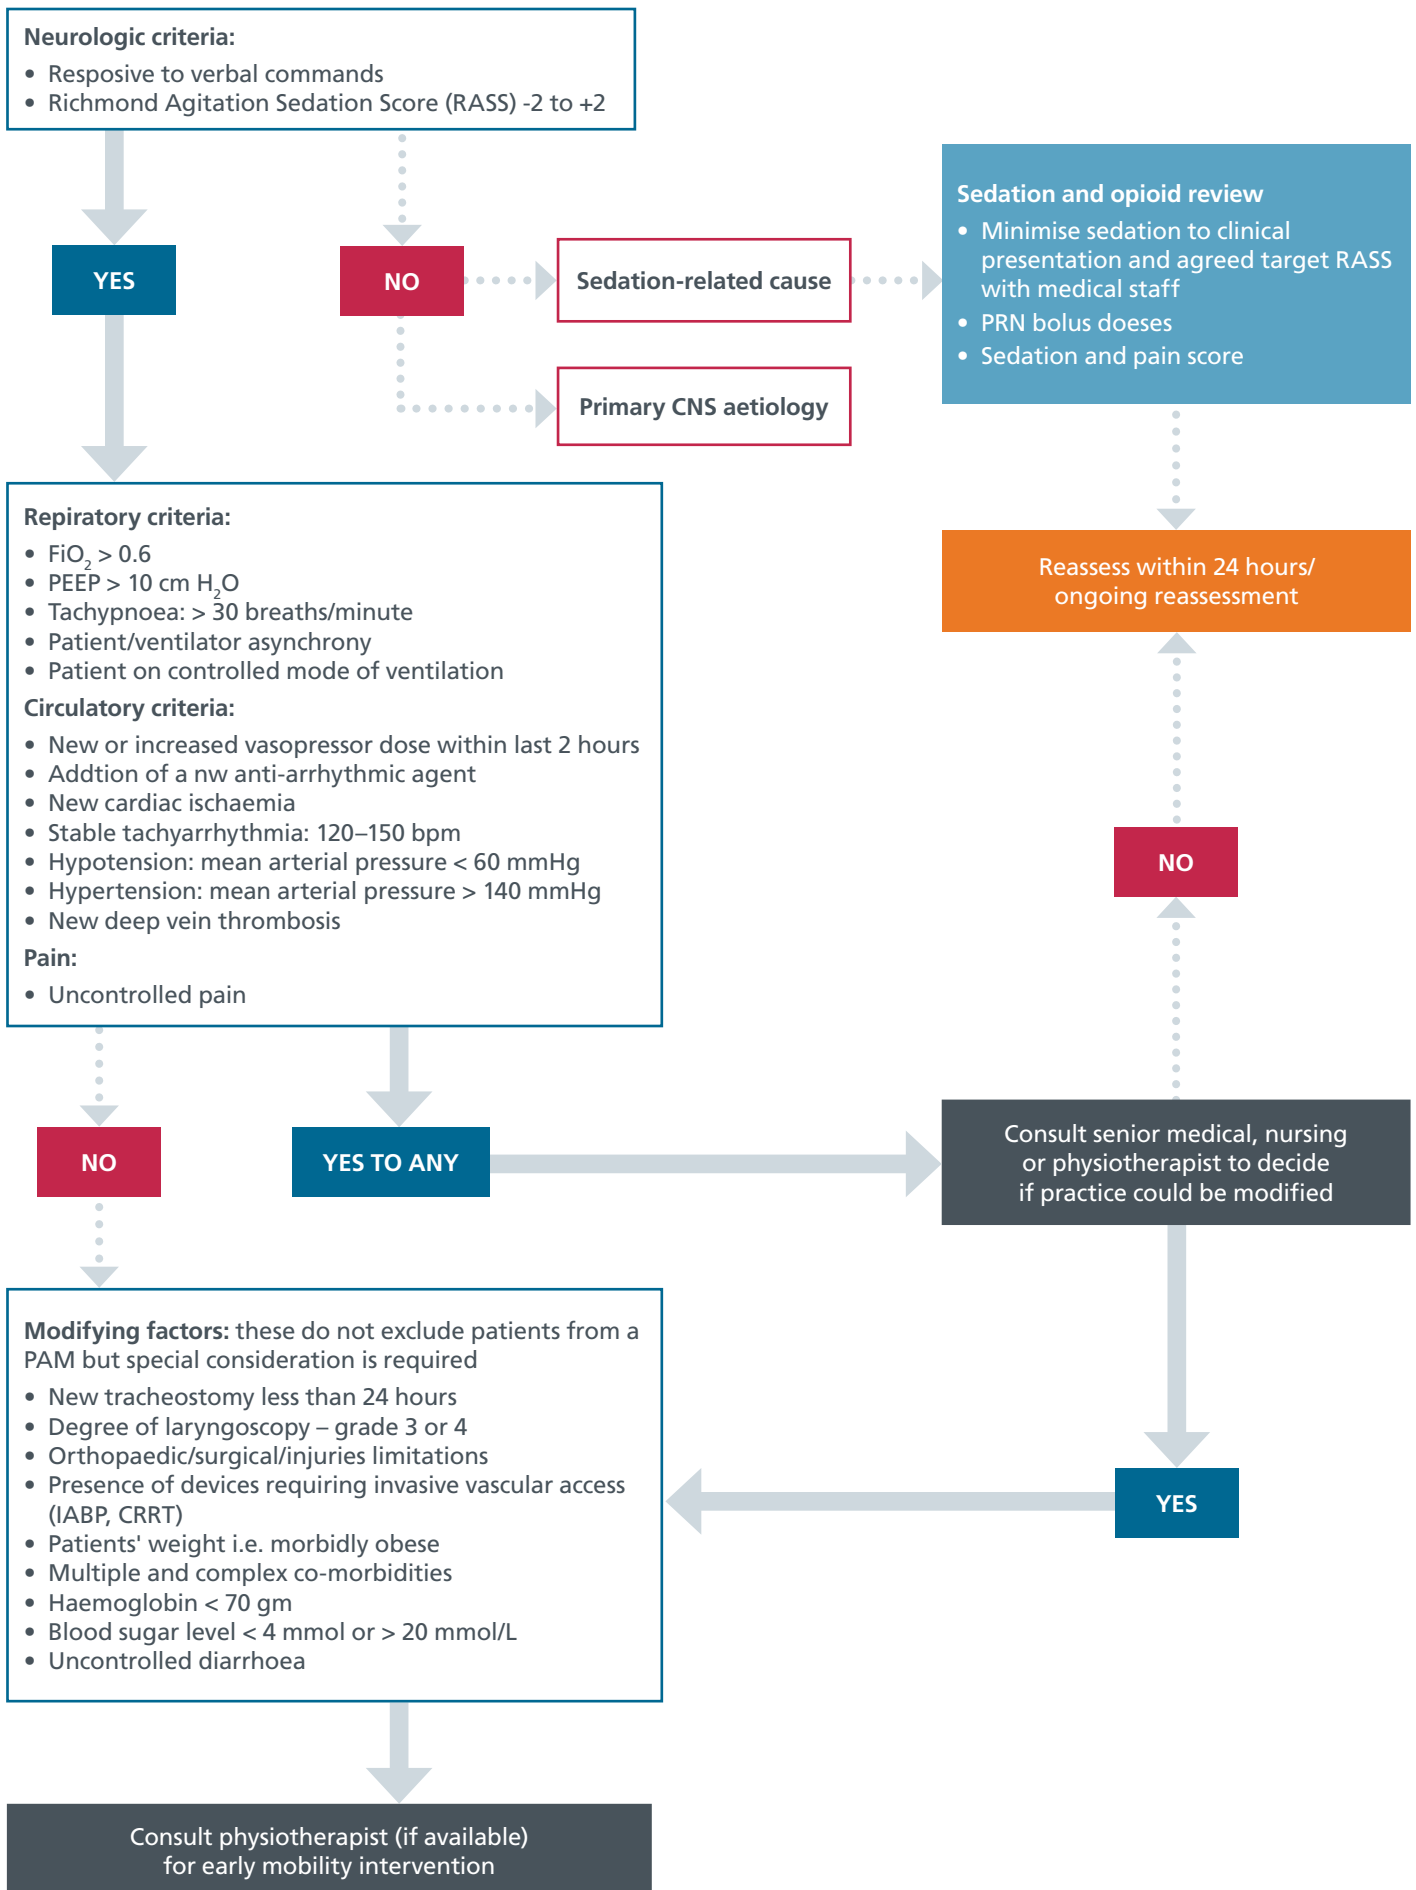 Neurologic criteria:
• Resposive to verbal commands
• Richmond Agitation Sedation Score (RASS) -2 to +2
YES
NO
Sedation-related cause
Primary CNS aetiology
Sedation and opioid review
• Minimise sedation to clinical
presentation and agreed target RASS
with medical staff
• PRN bolus doeses
• Sedation and pain score
Repiratory criteria:
• FiO₂ > 0.6
• PEEP > 10 cm H₂O
• Tachypnoea: > 30 breaths/minute
• Patient/ventilator asynchrony
• Patient on controlled mode of ventilation
Circulatory criteria:
• New or increased vasopressor dose within last 2 hours
• Addtion of a nw anti-arrhythmic agent
• New cardiac ischaemia
• Stable tachyarrhythmia: 120–150 bpm
• Hypotension: mean arterial pressure < 60 mmHg
• Hypertension: mean arterial pressure > 140 mmHg
• New deep vein thrombosis
Pain:
• Uncontrolled pain
Reassess within 24 hours/
ongoing reassessment
NO
NO
YES TO ANY
Consult senior medical, nursing
or physiotherapist to decide
if practice could be modified
Modifying factors: these do not exclude patients from a
PAM but special consideration is required
• New tracheostomy less than 24 hours
• Degree of laryngoscopy – grade 3 or 4
• Orthopaedic/surgical/injuries limitations
• Presence of devices requiring invasive vascular access
(IABP, CRRT)
• Patients' weight i.e. morbidly obese
• Multiple and complex co-morbidities
• Haemoglobin < 70 gm
• Blood sugar level < 4 mmol or > 20 mmol/L
• Uncontrolled diarrhoea
YES
Consult physiotherapist (if available)
for early mobility intervention